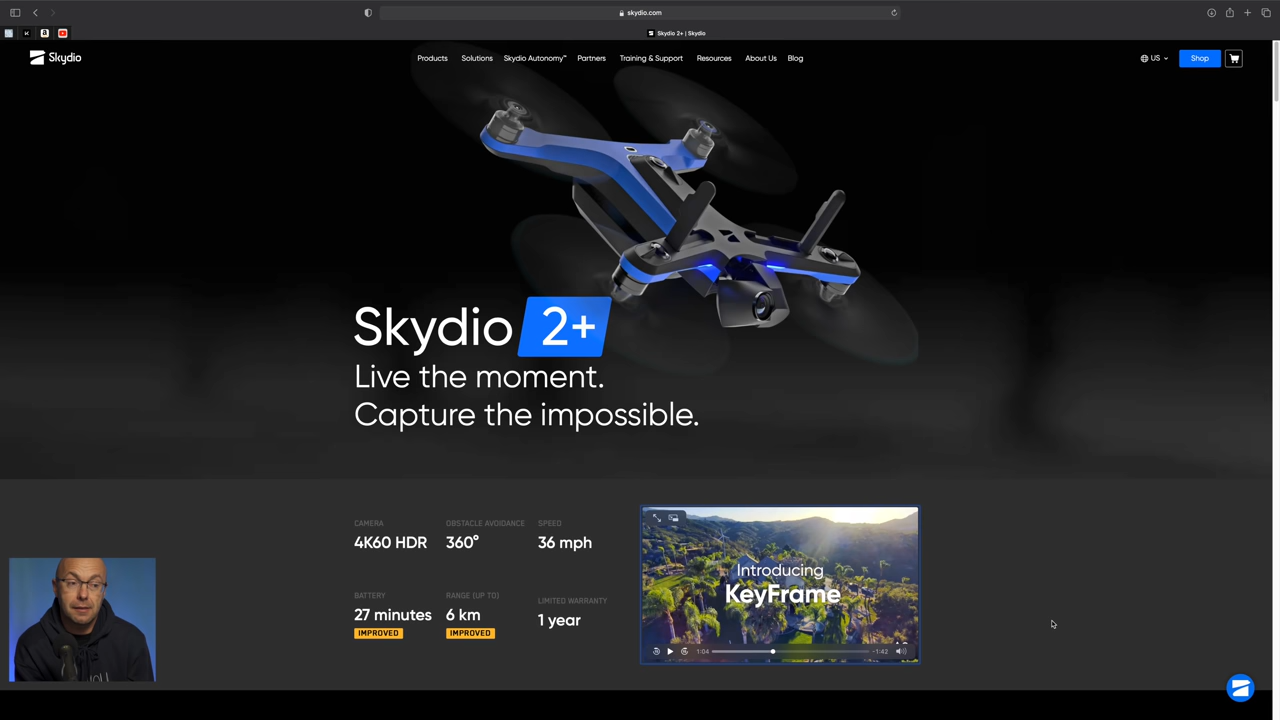 skydio.com
Skydio 2+ | Skydio
Skydio
Products
Solutions
Skydio Autonomy™
Partners
Training & Support
Resources
About Us
Blog
US
Shop
Skydio 2+
Live the moment.
Capture the impossible.
CAMERA
4K60 HDR
OBSTACLE AVOIDANCE
360°
SPEED
36 mph
BATTERY
27 minutes
IMPROVED
RANGE (UP TO)
6 km
IMPROVED
LIMITED WARRANTY
1 year
Introducing
KeyFrame
1:04
-1:42